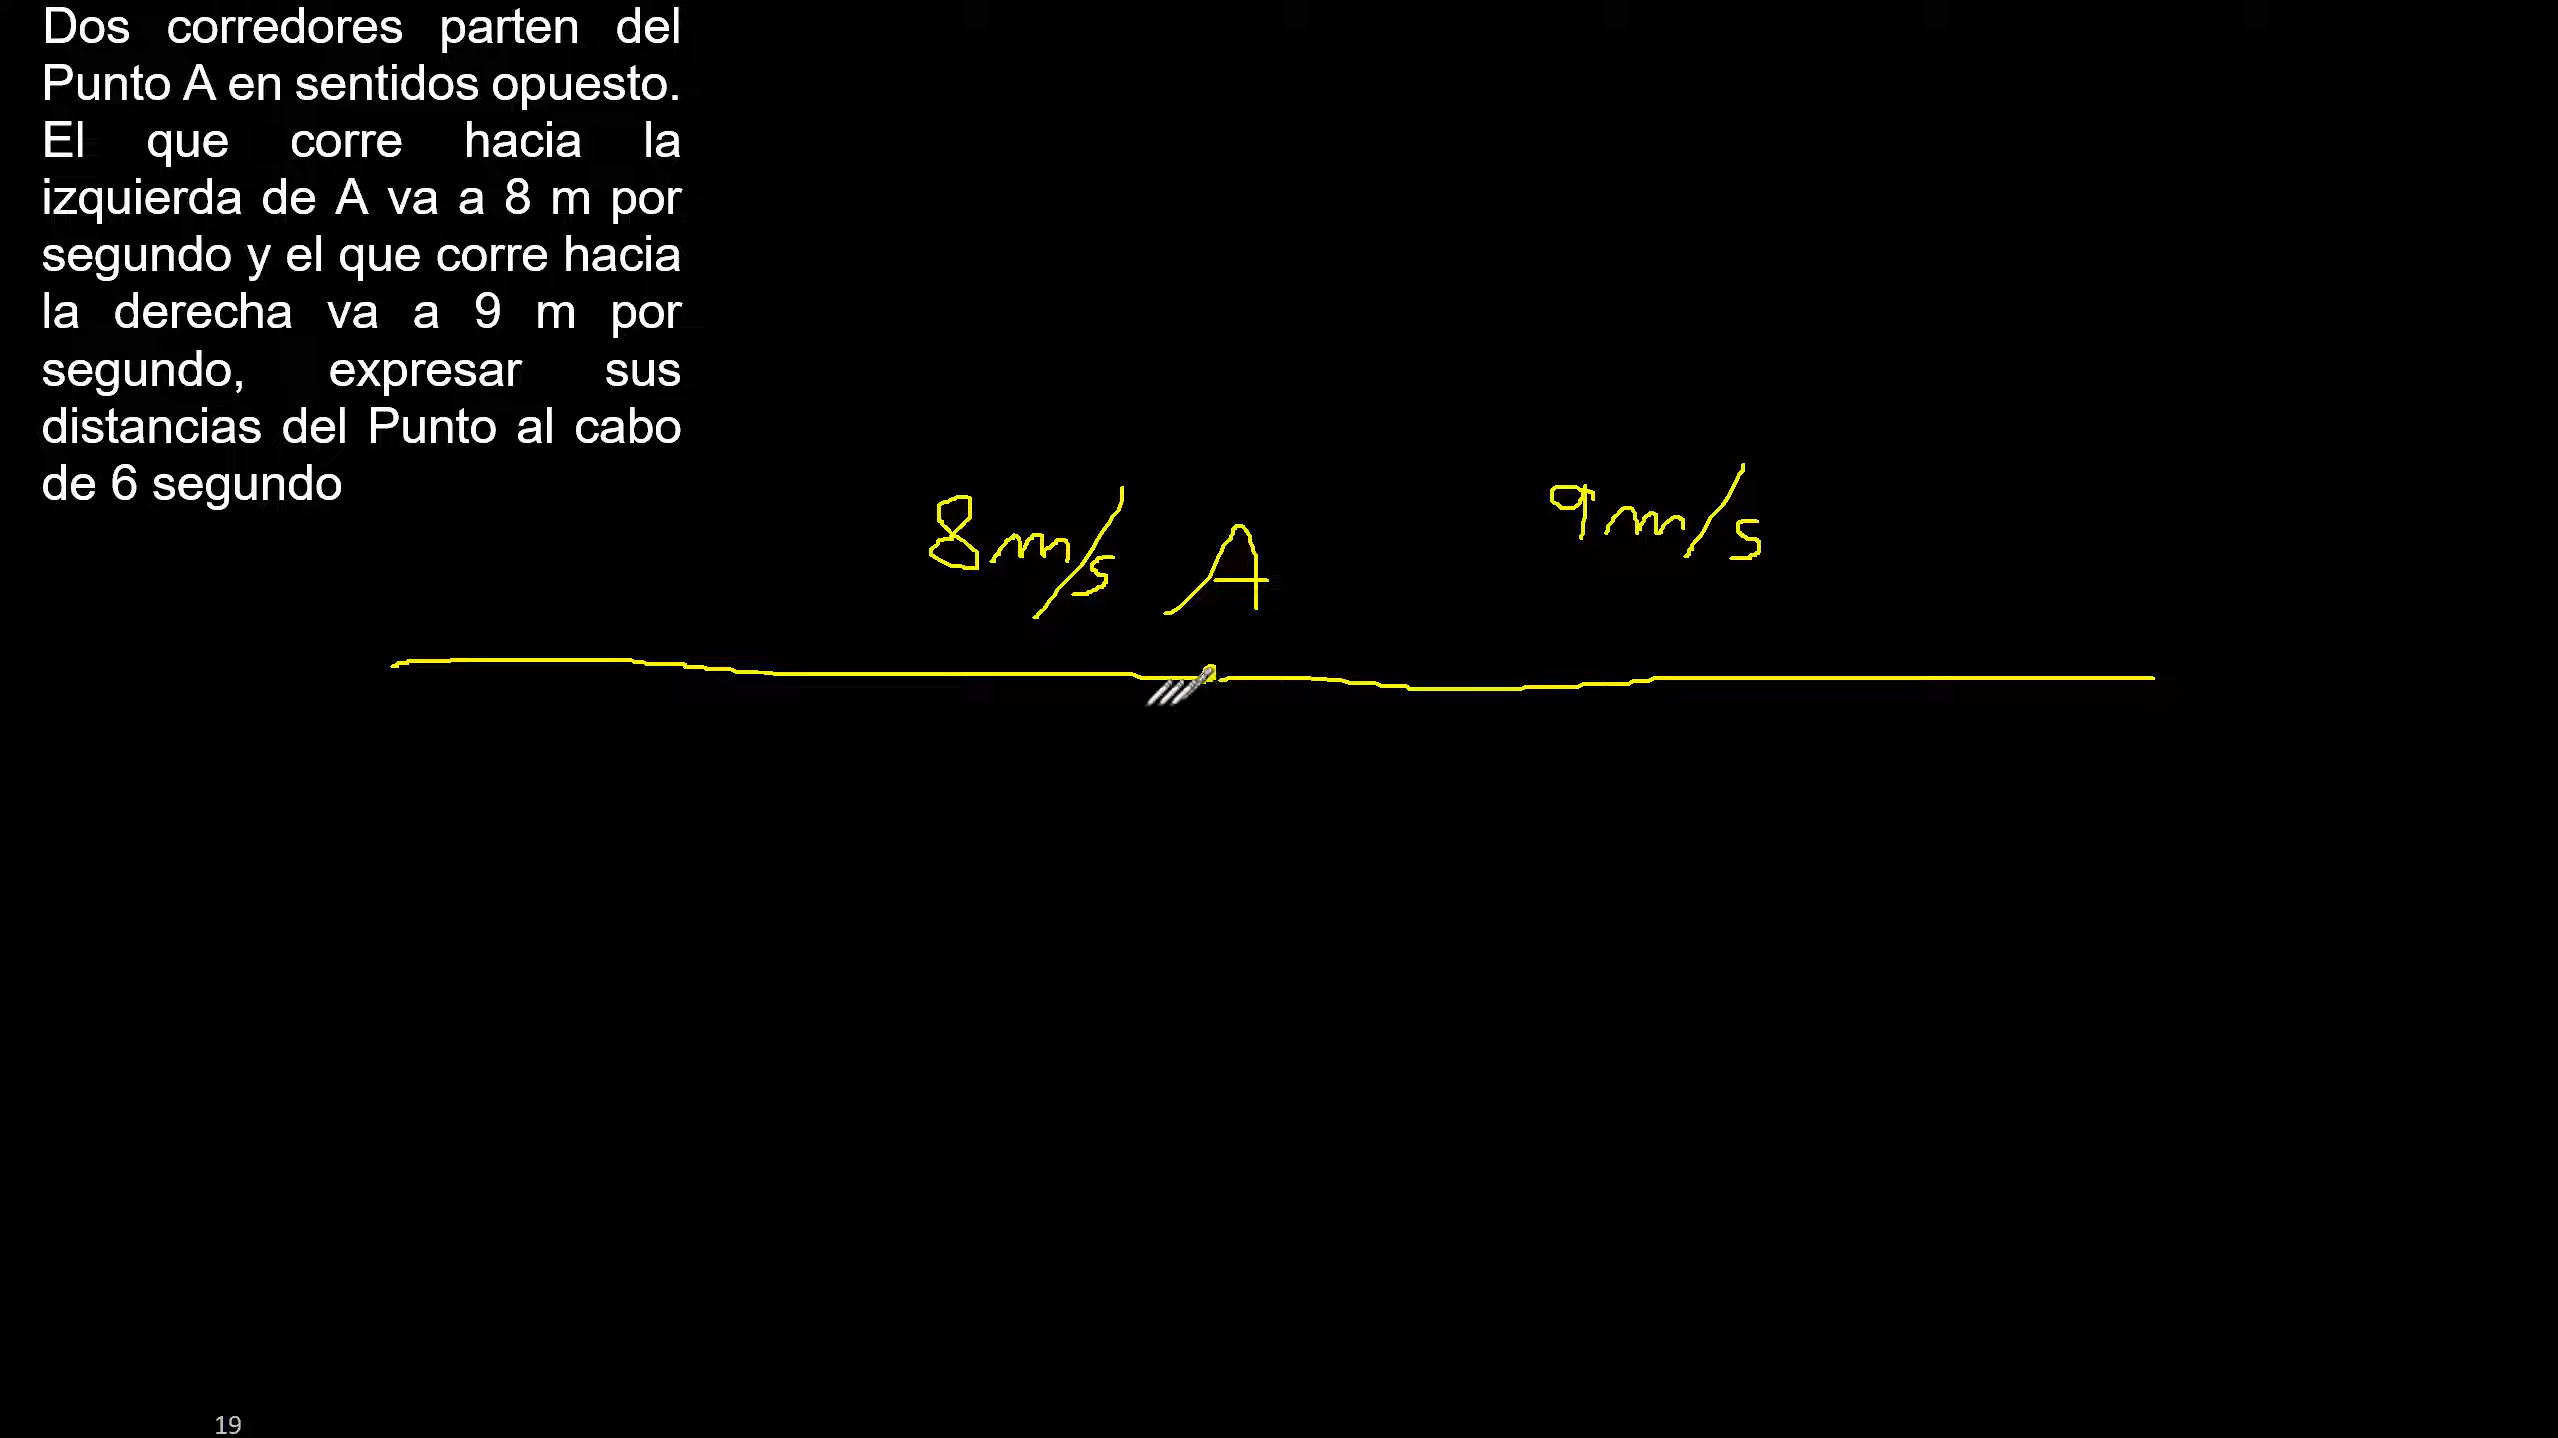 Dos corredores parten del
Punto A en sentidos opuesto.
El que corre hacia la
izquierda de A va a 8 m por
segundo y el que corre hacia
la derecha va a 9 m por
segundo, expresar sus
distancias del Punto al cabo
de 6 segundo
8m/s A 9m/s
19